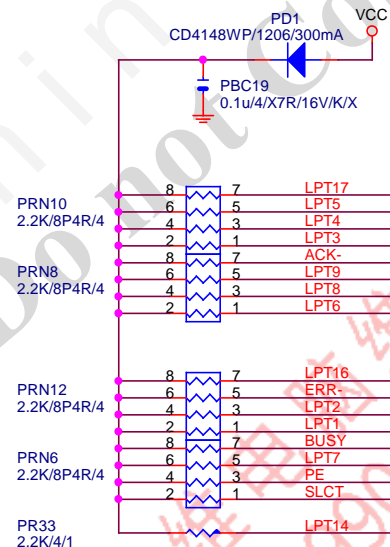 VCC
PD1
CD4148WP/1206/300mA
PBC19
0.1u/4/X7R/16V/K/X
PRN10
2.2K/8P4R/4
8 7 LPT17
6 5 LPT5
4 3 LPT4
2 1 LPT3
PRN8
2.2K/8P4R/4
8 7 ACK-
6 5 LPT9
4 3 LPT8
2 1 LPT6
PRN12
2.2K/8P4R/4
8 7 LPT16
6 5 ERR-
4 3 LPT2
2 1 LPT1
PRN6
2.2K/8P4R/4
8 7 BUSY
6 5 LPT7
4 3 PE
2 1 SLCT
PR33
2.2K/4/1
LPT14
Do not Co